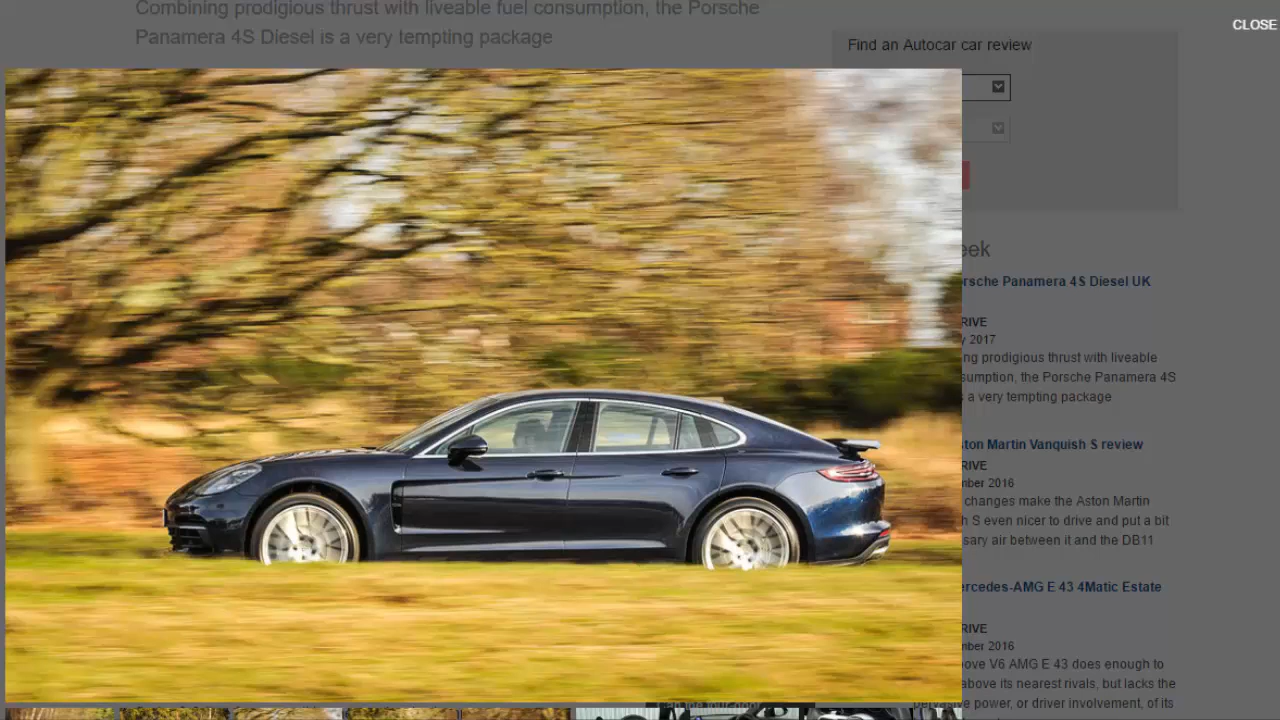 Combining prodigious thrust with liveable fuel consumption, the Porsche
Panamera 4S Diesel is a very tempting package
CLOSE
Find an Autocar car review
eek
rsche Panamera 4S Diesel UK
RIVE
y 2017
ng prodigious thrust with liveable
sumption, the Porsche Panamera 4S
s a very tempting package
ton Martin Vanquish S review
RIVE
mber 2016
changes make the Aston Martin
h S even nicer to drive and put a bit
sary air between it and the DB11
ercedes-AMG E 43 4Matic Estate
RIVE
mber 2016
ove V6 AMG E 43 does enough to
above its nearest rivals, but lacks the
pervasive power, or driver involvement, of its